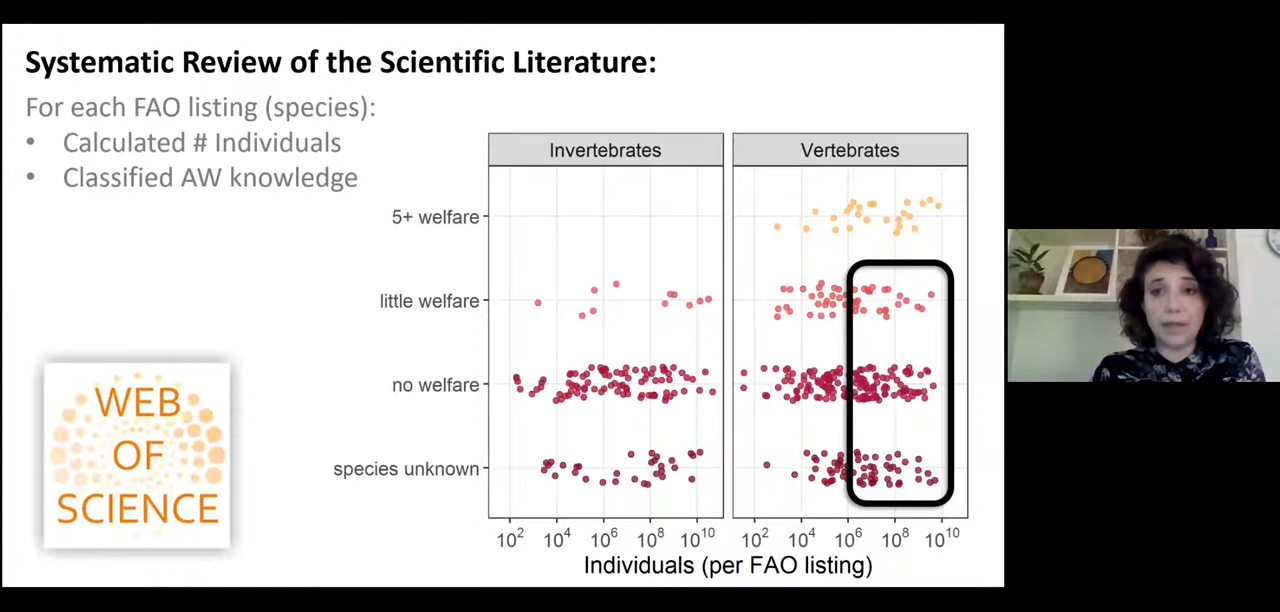 Systematic Review of the Scientific Literature:
For each FAO listing (species):
• Calculated # Individuals
• Classified AW knowledge
Invertebrates
Vertebrates
5+ welfare
little welfare
no welfare
species unknown
10² 10⁴ 10⁶ 10⁸ 10¹⁰
10² 10⁴ 10⁶ 10⁸ 10¹⁰
Individuals (per FAO listing)
WEB
OF
SCIENCE